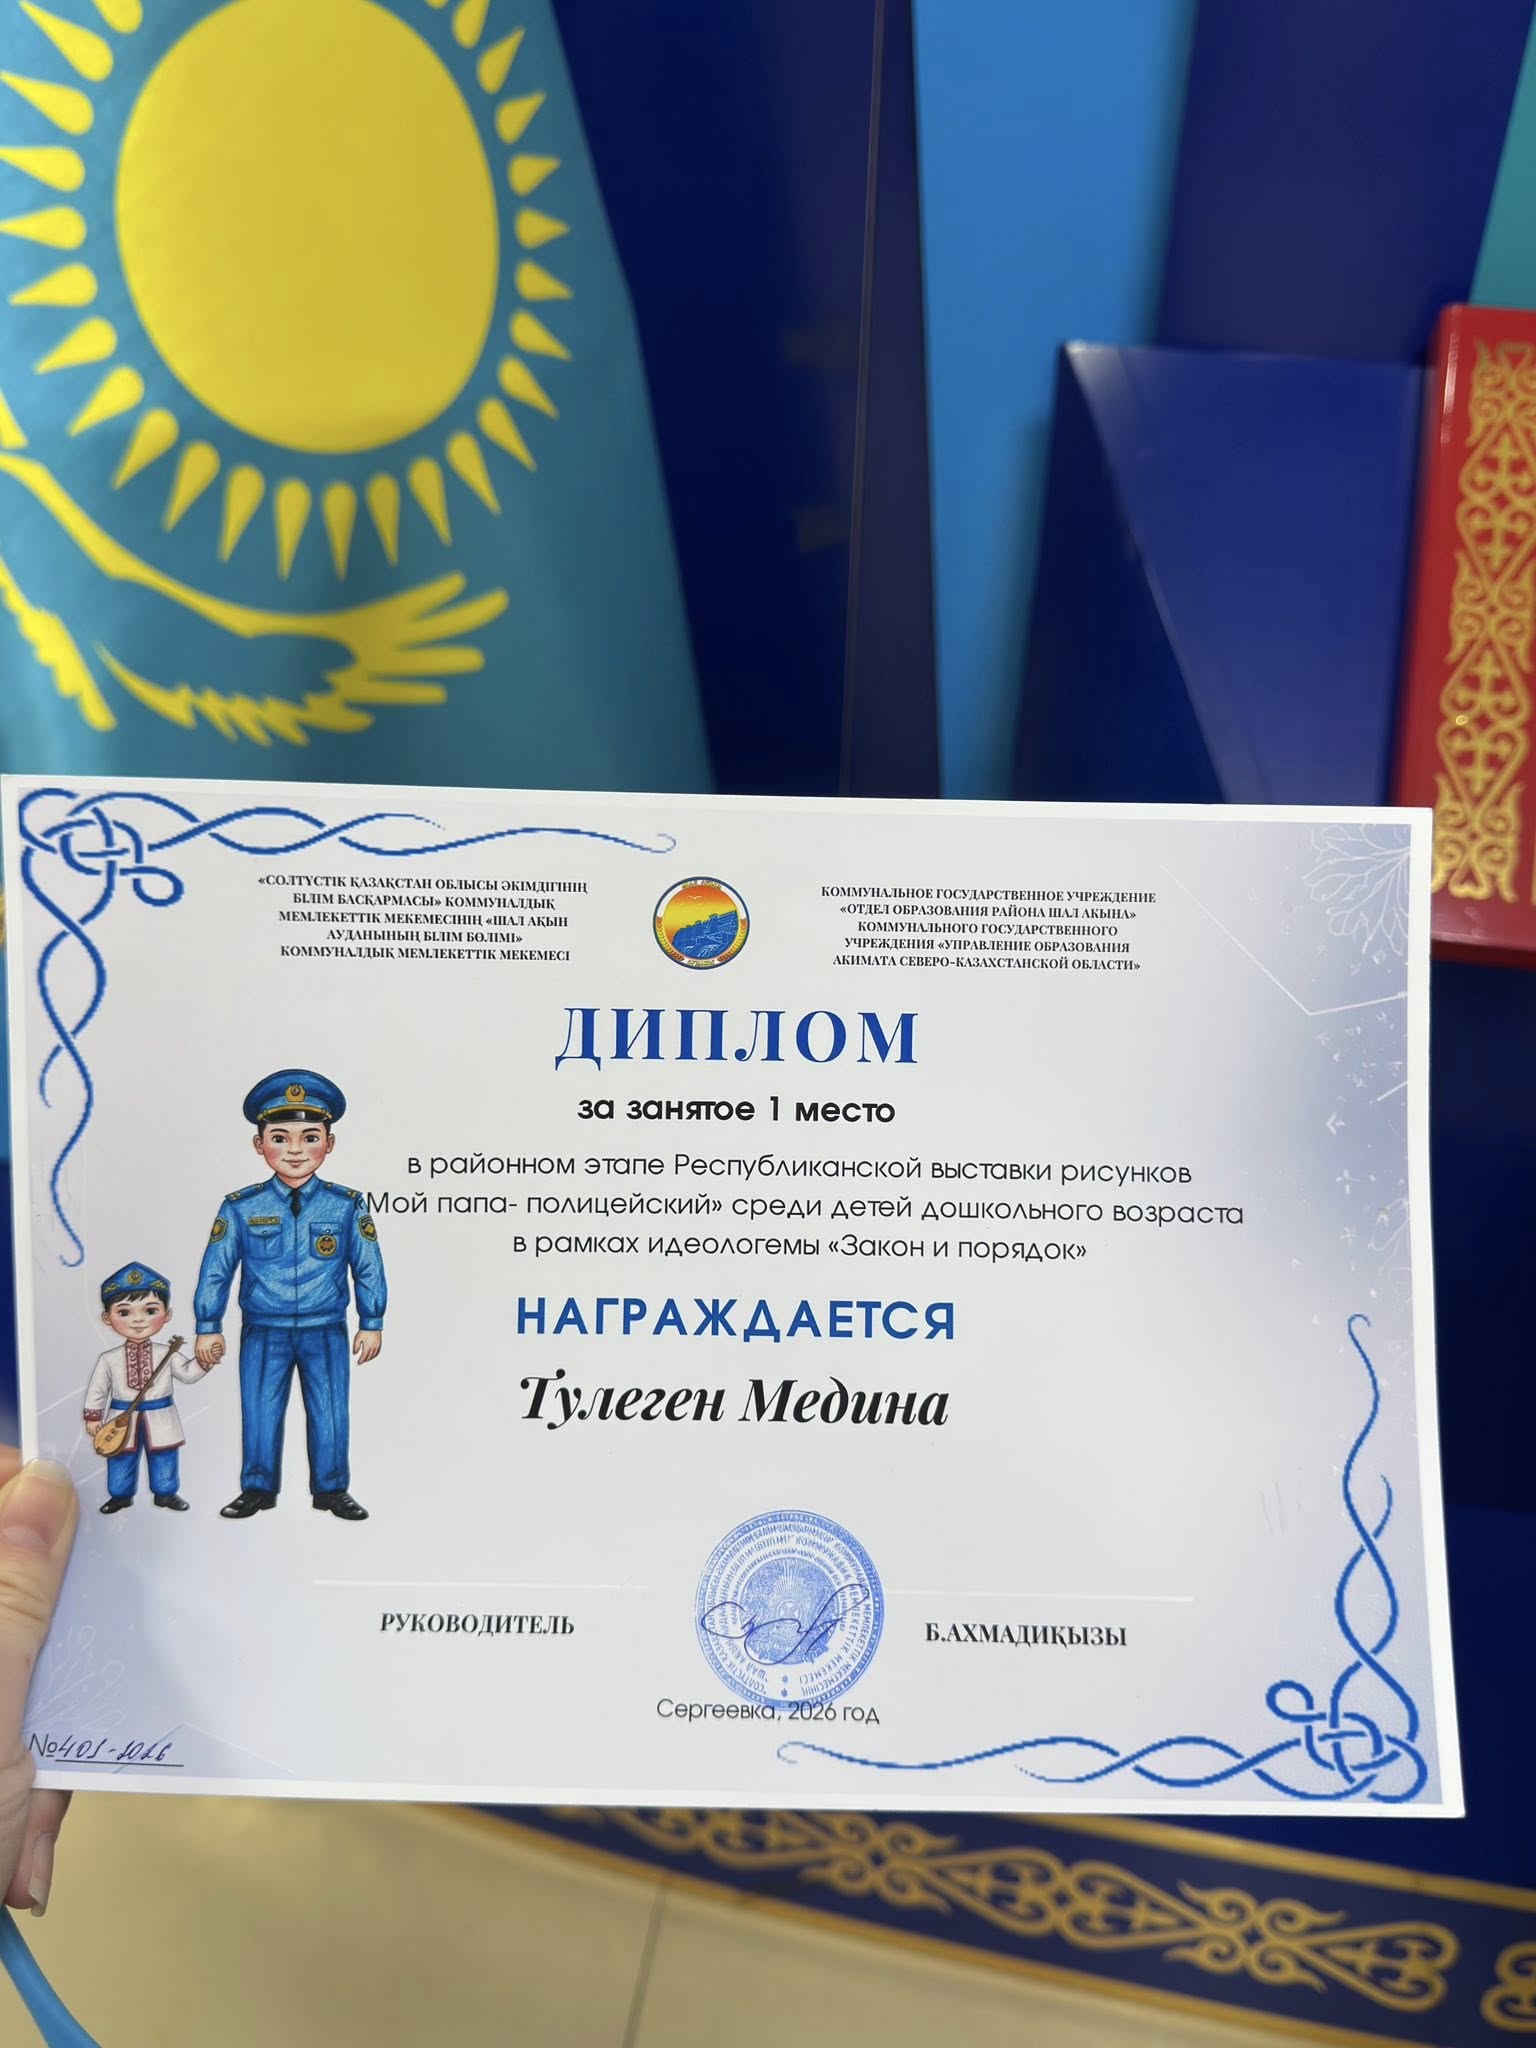 «СОЛТҮСТІК ҚАЗАҚСТАН ОБЛЫСЫ ӘКІМДІГІНІҢ
БІЛІМ БАСҚАРМАСЫ» КОММУНАЛДЫҚ
МЕМЛЕКЕТТІК МЕКЕМЕСІНІҢ «ШАЛ АҚЫН
АУДАНЫНЫҢ БІЛІМ БӨЛІМІ»
КОММУНАЛДЫҚ МЕМЛЕКЕТТІК МЕКЕМЕСІ
КОММУНАЛЬНОЕ ГОСУДАРСТВЕННОЕ УЧРЕЖДЕНИЕ
«ОТДЕЛ ОБРАЗОВАНИЯ РАЙОНА ШАЛ АКЫНА»
КОММУНАЛЬНОГО ГОСУДАРСТВЕННОГО
УЧРЕЖДЕНИЯ «УПРАВЛЕНИЕ ОБРАЗОВАНИЯ
АКИМАТА СЕВЕРО-КАЗАХСТАНСКОЙ ОБЛАСТИ»
ДИПЛОМ
за занятое 1 место
в районном этапе Республиканской выставки рисунков
«Мой папа- полицейский» среди детей дошкольного возраста
в рамках идеологемы «Закон и порядок»
НАГРАЖДАЕТСЯ
Тулеген Медина
РУКОВОДИТЕЛЬ
Б.АХМАДИҚЫЗЫ
Сергеевка, 2026 год
№401-2026